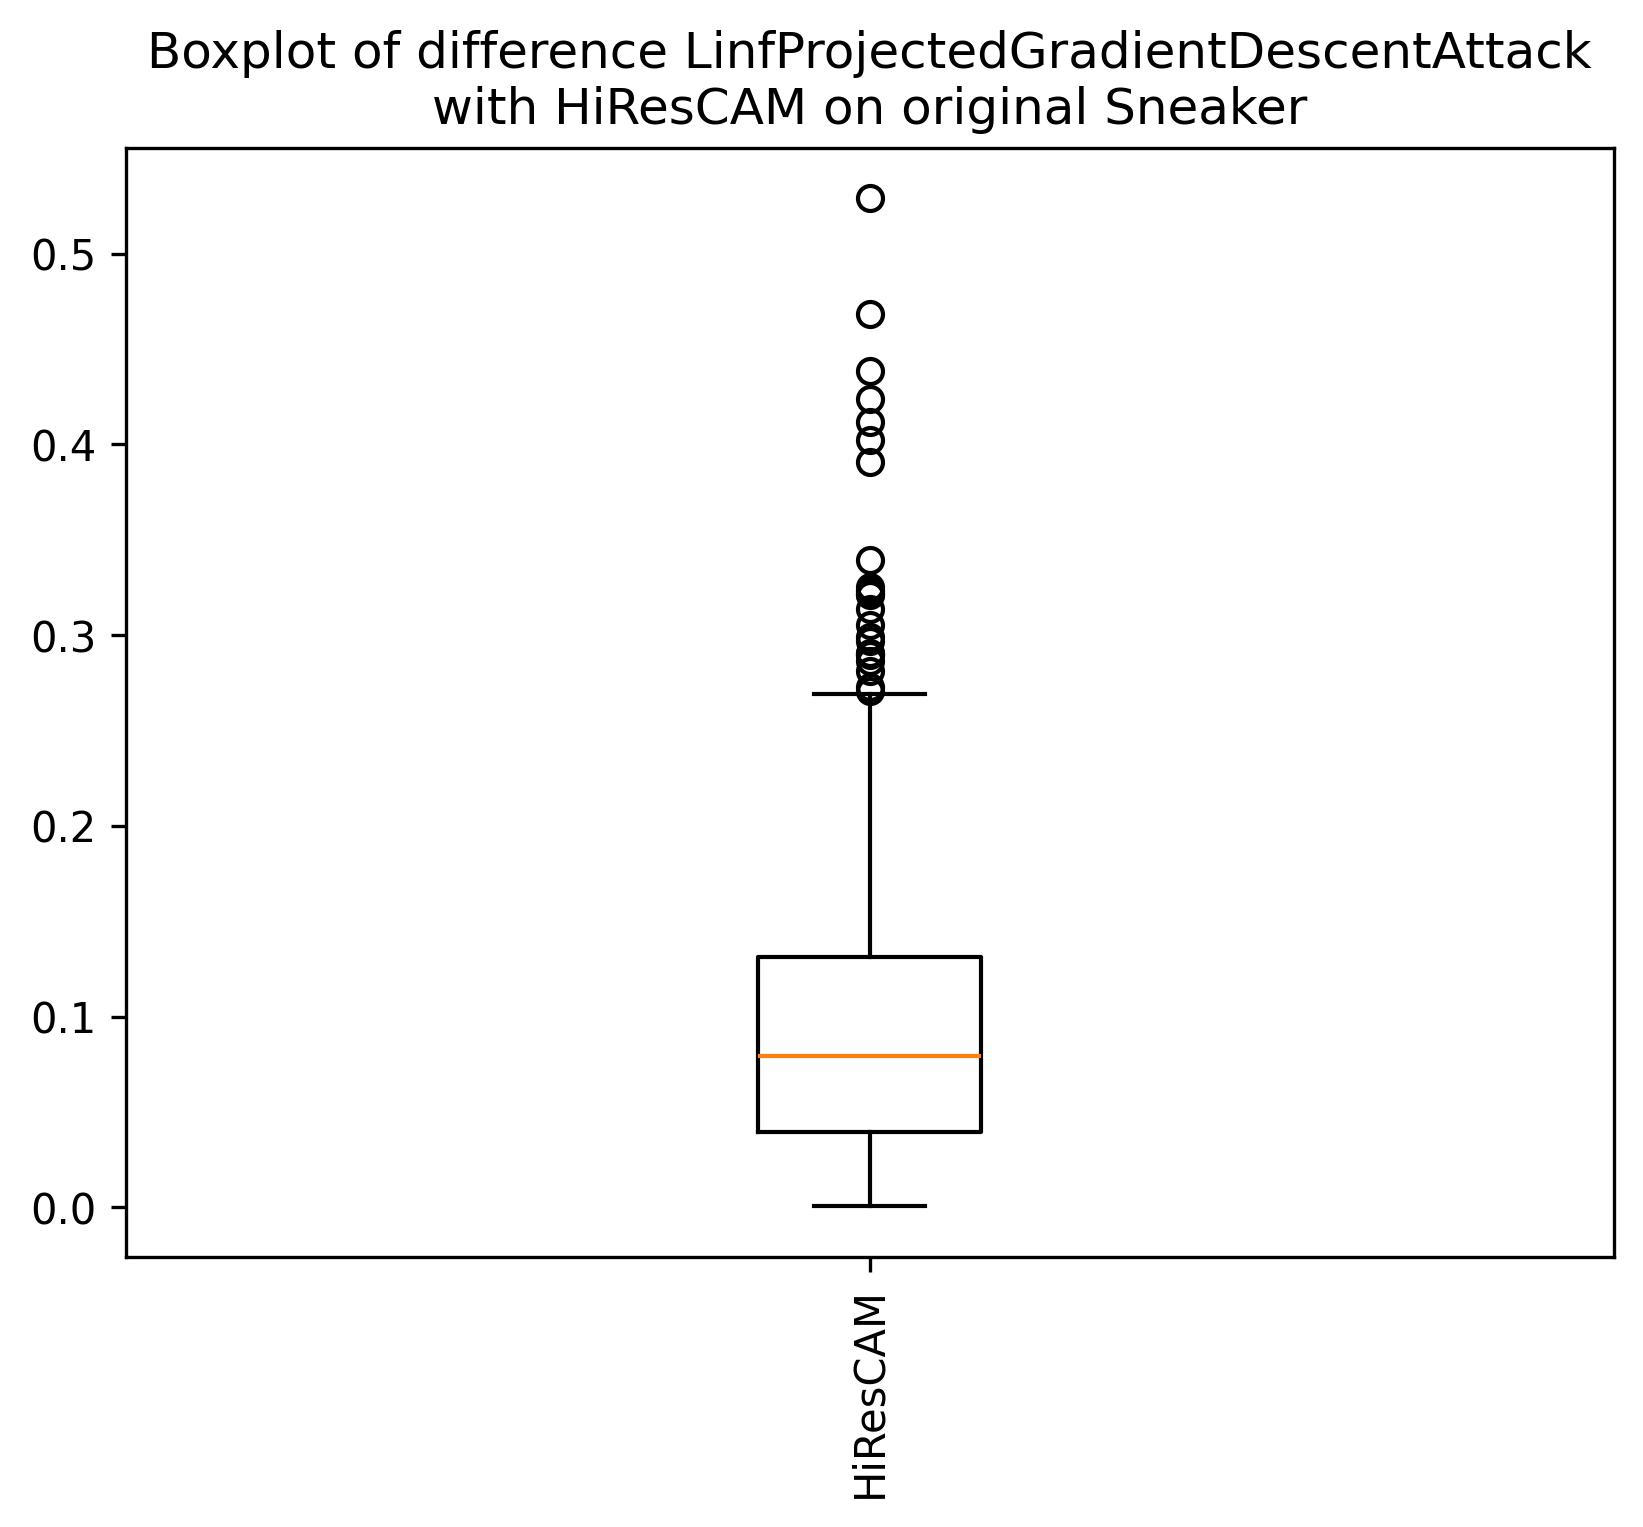 Boxplot of difference LinfProjectedGradientDescentAttack
with HiResCAM on original Sneaker
0.5
0.4
0.3
0.2
0.1
0.0
HiResCAM